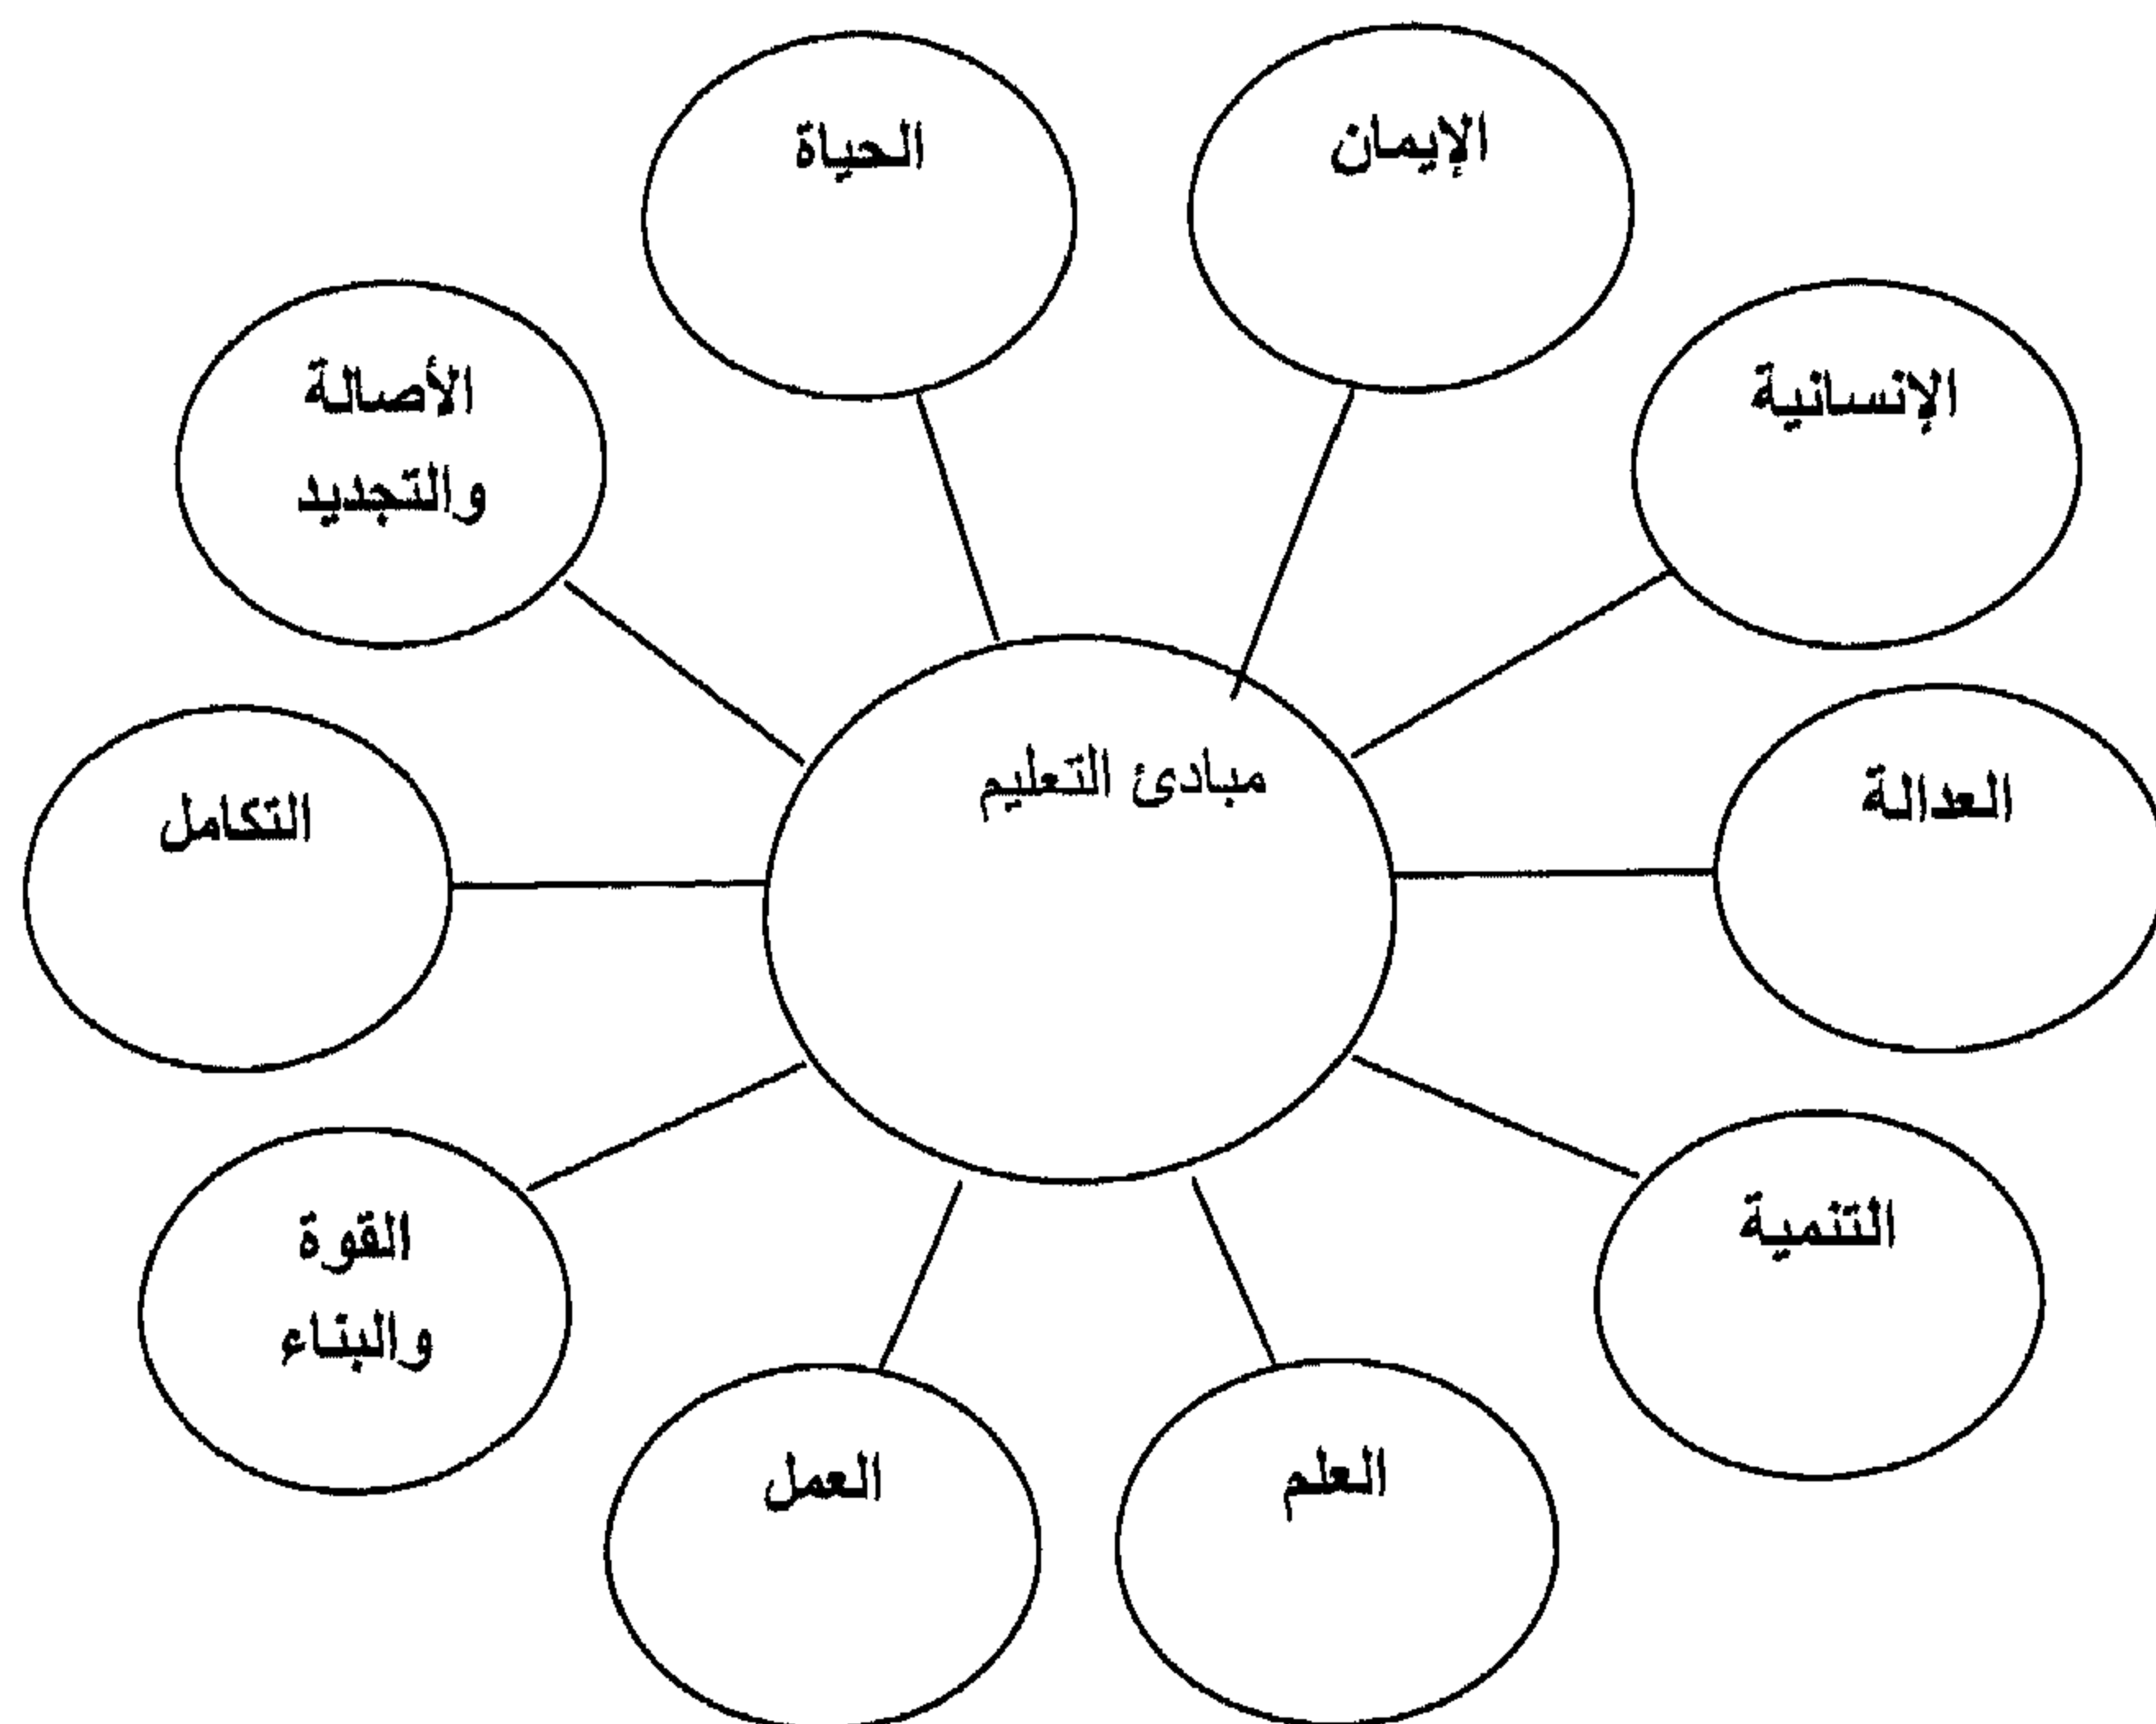 الإيمان
الحياة
الإنسانية
الأصالة
والتجديد
مبادئ التعليم
العدالة
التكامل
التنمية
القوة
والبناء
العلم
العمل